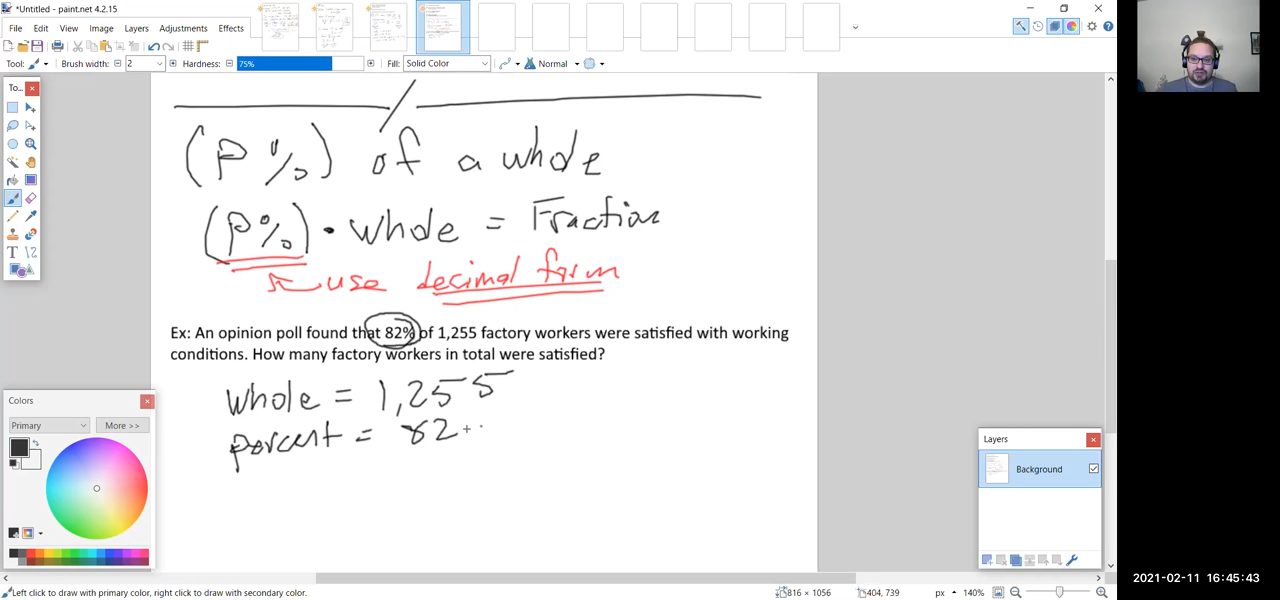 *Untitled - paint.net 4.2.15
File Edit View Image Layers Adjustments Effects
Brush width: 2 Hardness: 75% Fill: Solid Color Normal
Tool:
To...
(P%) of a whole
(P%) • whole = Fraction
use decimal form
Ex: An opinion poll found that 82% of 1,255 factory workers were satisfied with working
conditions. How many factory workers in total were satisfied?
whole = 1,255
percent = 82
Colors
Primary More >>
Layers
Background
Left click to draw with primary color, right click to draw with secondary color.
816 x 1056 404, 739 px 140%
2021-02-11 16:45:43